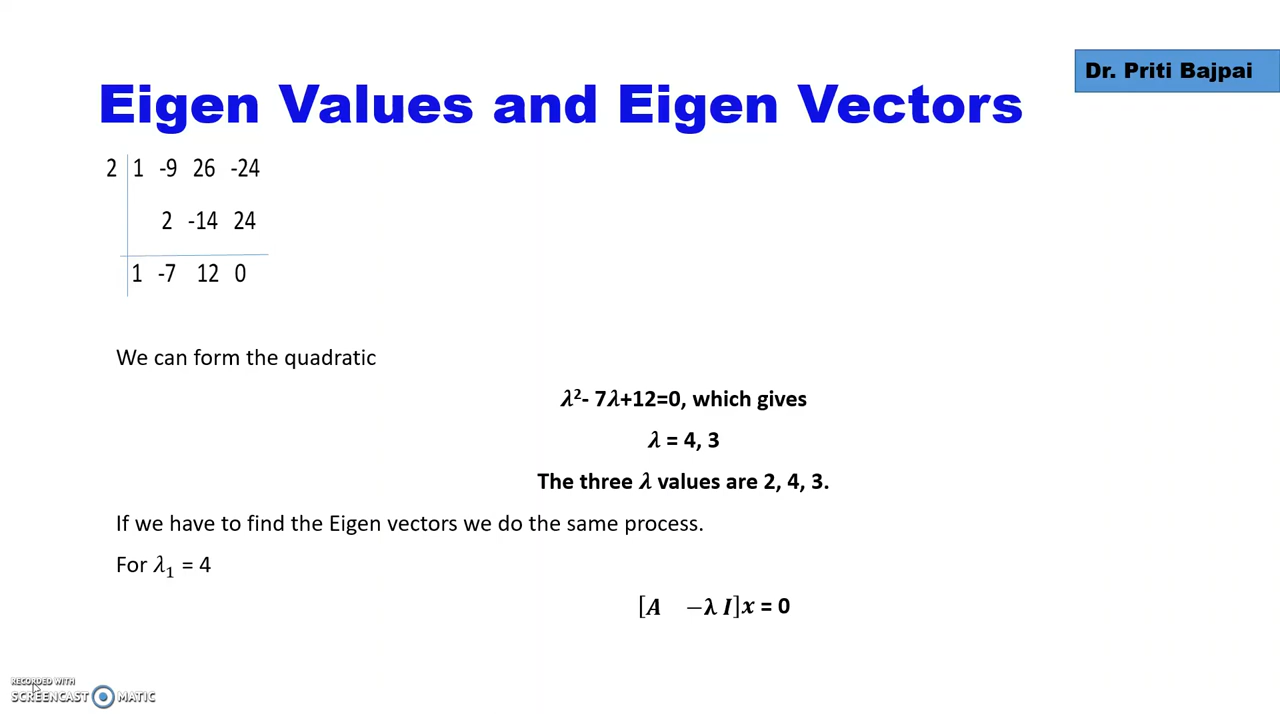 Dr. Priti Bajpai
Eigen Values and Eigen Vectors
2 1 -9 26 -24
2 -14 24
1 -7 12 0
We can form the quadratic
𝝀²- 7𝝀+12=0, which gives
𝝀 = 4, 3
The three 𝝀 values are 2, 4, 3.
If we have to find the Eigen vectors we do the same process.
For 𝜆₁ = 4
[𝑨 −𝛌 𝑰]𝒙 = 0
RECORDED WITH
SCREENCAST MATIC